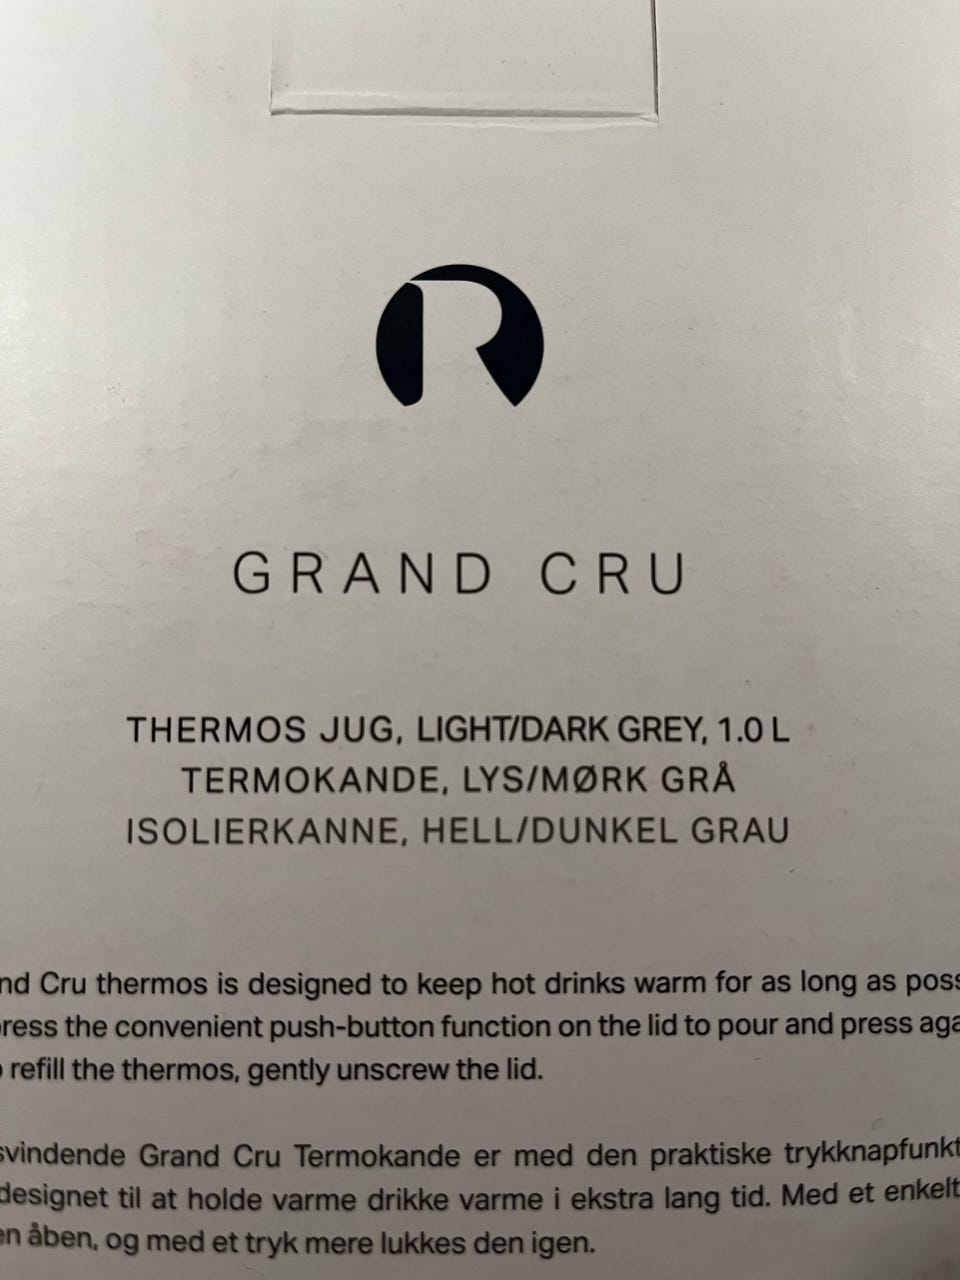 R
GRAND CRU
THERMOS JUG, LIGHT/DARK GREY, 1.0 L
TERMOKANDE, LYS/MØRK GRÅ
ISOLIERKANNE, HELL/DUNKEL GRAU
Cru thermos is designed to keep hot drinks warm for as long as
the convenient push-button function on the lid to pour and press
refill the thermos, gently unscrew the lid.
Grand Cru Termokande er med den praktiske
designet til at holde varme drikke varme i ekstra lang tid. Med et enkelt
åben, og med et tryk mere lukkes den igen.